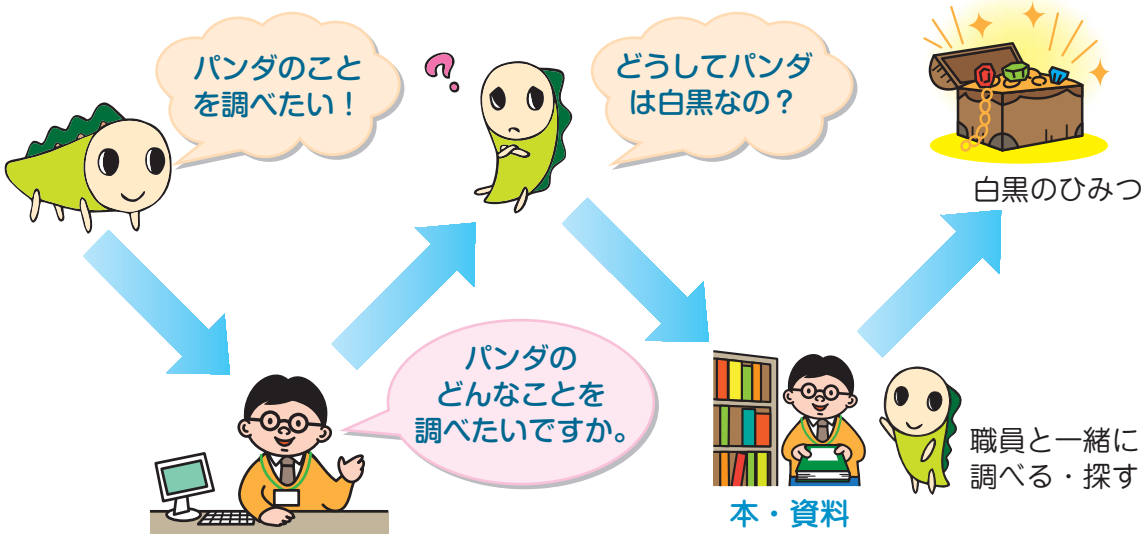 パンダのこと
を調べたい！
パンダの
どんなことを
調べたいですか。
?
どうしてパンダ
は白黒なの？
本・資料
職員と一緒に
調べる・探す
白黒のひみつ